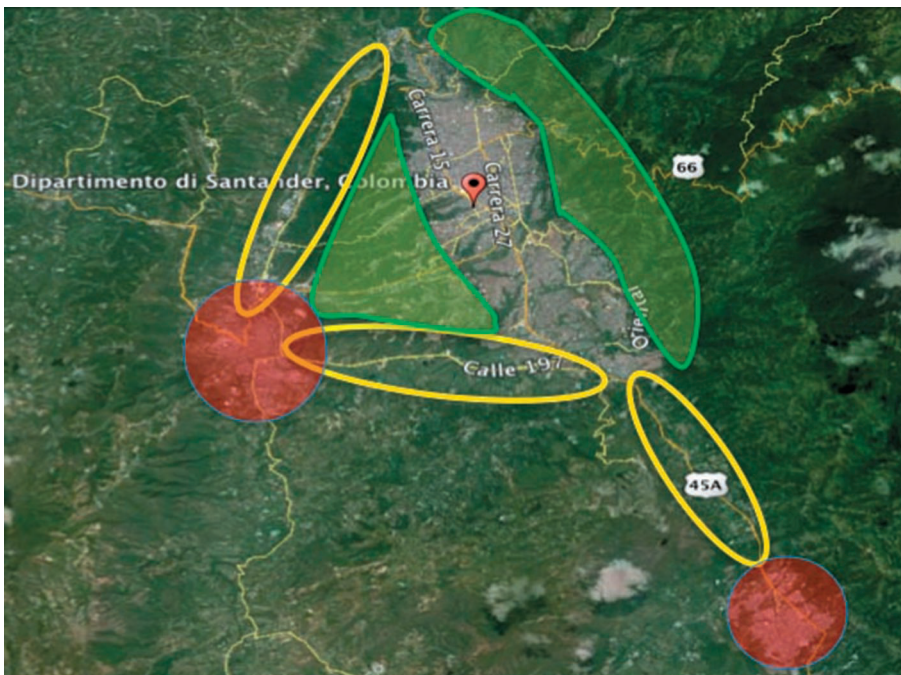 Carrera 15
66
Dipartimento di Santander, Colombia
Carrera 27
Calle 197
45A